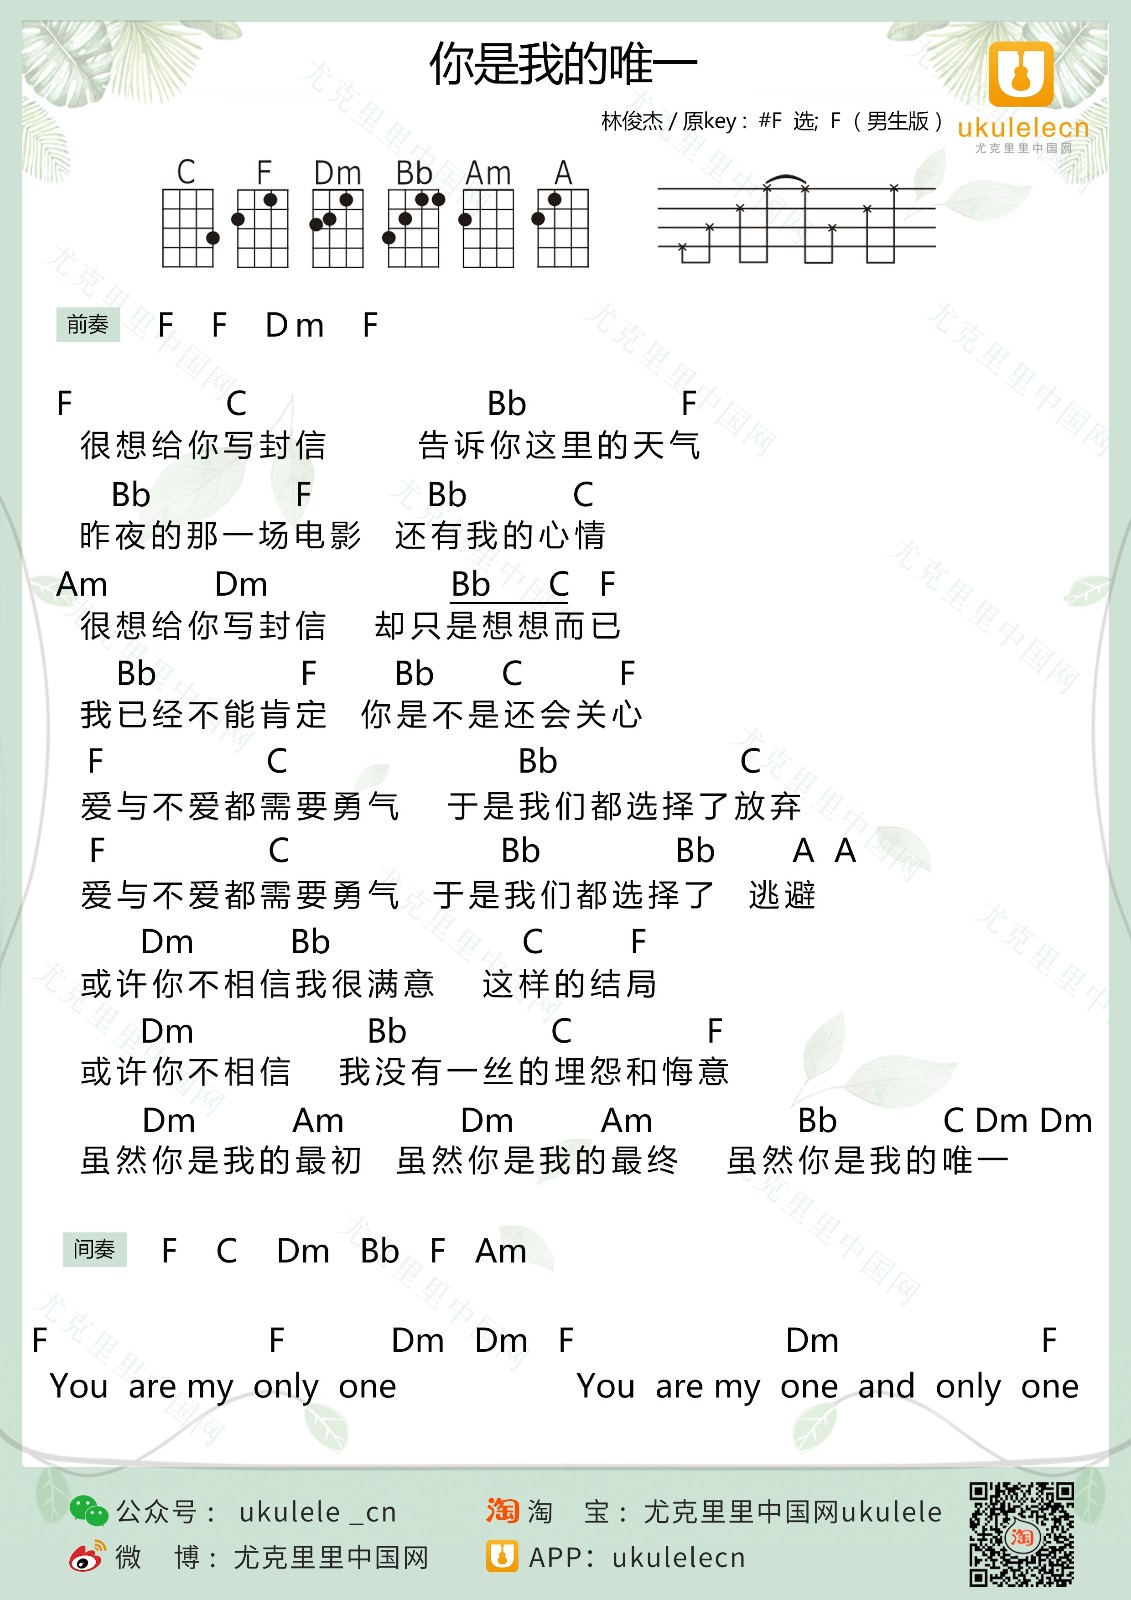 你是我的唯一
林俊杰 / 原key : #F 选; F ( 男生版 )
ukulelecn
尤克里里中国网
C F Dm Bb Am A
前奏 F F Dm F
F C Bb F
很想给你写封信 告诉你这里的天气
Bb F Bb C
昨夜的那一场电影 还有我的心情
Am Dm Bb C F
很想给你写封信 却只是想想而已
Bb F Bb C F
我已经不能肯定 你是不是还会关心
F C Bb C
爱与不爱都需要勇气 于是我们都选择了放弃
F C Bb Bb A A
爱与不爱都需要勇气 于是我们都选择了 逃避
Dm Bb C F
或许你不相信我很满意 这样的结局
Dm Bb C F
或许你不相信 我没有一丝的埋怨和悔意
Dm Am Dm Am Bb C Dm Dm
虽然你是我的最初 虽然你是我的最终 虽然你是我的唯一
间奏 F C Dm Bb F Am
F F Dm Dm F Dm F
You are my only one You are my one and only one
公众号： ukulele _cn 淘 淘 宝：尤克里里中国网ukulele
微 博：尤克里里中国网 APP：ukulelecn
淘
尤克里里中国网